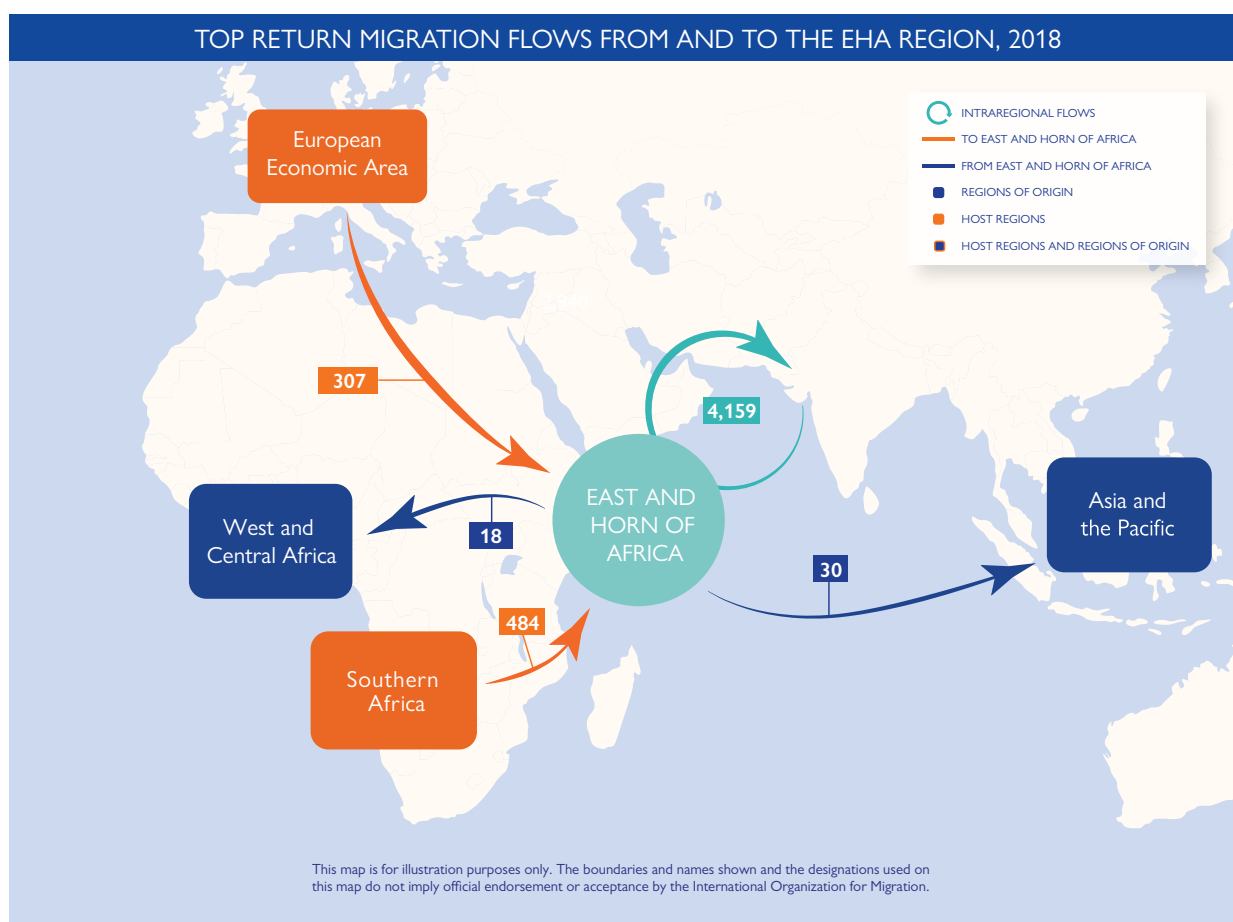 TOP RETURN MIGRATION FLOWS FROM AND TO THE EHA REGION, 2018
INTRAREGIONAL FLOWS
TO EAST AND HORN OF AFRICA
FROM EAST AND HORN OF AFRICA
REGIONS OF ORIGIN
HOST REGIONS
HOST REGIONS AND REGIONS OF ORIGIN
European
Economic Area
307
4,159
West and
Central Africa
18
EAST AND
HORN OF
AFRICA
Asia and
the Pacific
30
484
Southern
Africa
This map is for illustration purposes only. The boundaries and names shown and the designations used on
this map do not imply official endorsement or acceptance by the International Organization for Migration.